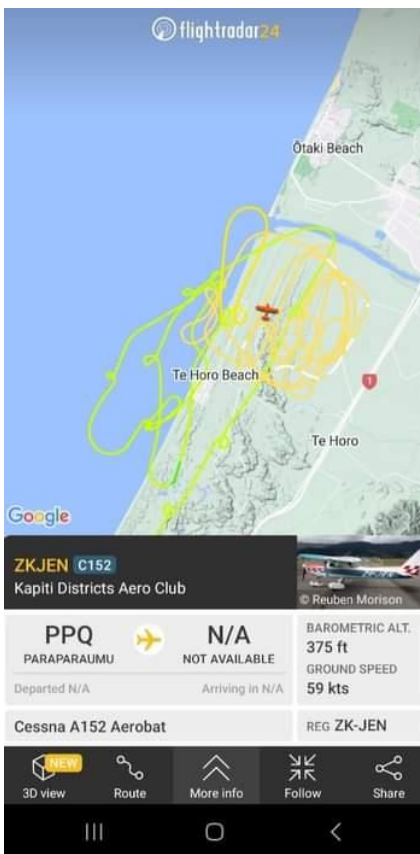 flightradar24
Ōtaki Beach
Te Horo Beach
1
Te Horo
Google
ZKJEN C152
Kapiti Districts Aero Club
© Reuben Morison
PPQ
PARAPARAUMU
N/A
NOT AVAILABLE
Departed N/A
Arriving in N/A
BAROMETRIC ALT.
375 ft
GROUND SPEED
59 kts
Cessna A152 Aerobat
REG ZK-JEN
NEW
3D view
Route
More info
Follow
Share